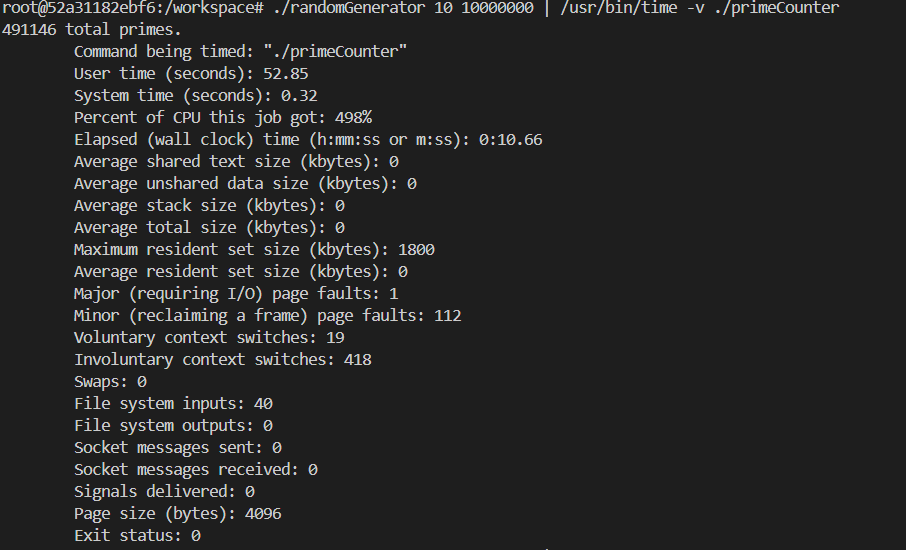 root@52a31182ebf6:/workspace# ./randomGenerator 10 10000000 | /usr/bin/time -v ./primeCounter
491146 total primes.
Command being timed: "./primeCounter"
User time (seconds): 52.85
System time (seconds): 0.32
Percent of CPU this job got: 498%
Elapsed (wall clock) time (h:mm:ss or m:ss): 0:10.66
Average shared text size (kbytes): 0
Average unshared data size (kbytes): 0
Average stack size (kbytes): 0
Average total size (kbytes): 0
Maximum resident set size (kbytes): 1800
Average resident set size (kbytes): 0
Major (requiring I/O) page faults: 1
Minor (reclaiming a frame) page faults: 112
Voluntary context switches: 19
Involuntary context switches: 418
Swaps: 0
File system inputs: 40
File system outputs: 0
Socket messages sent: 0
Socket messages received: 0
Signals delivered: 0
Page size (bytes): 4096
Exit status: 0